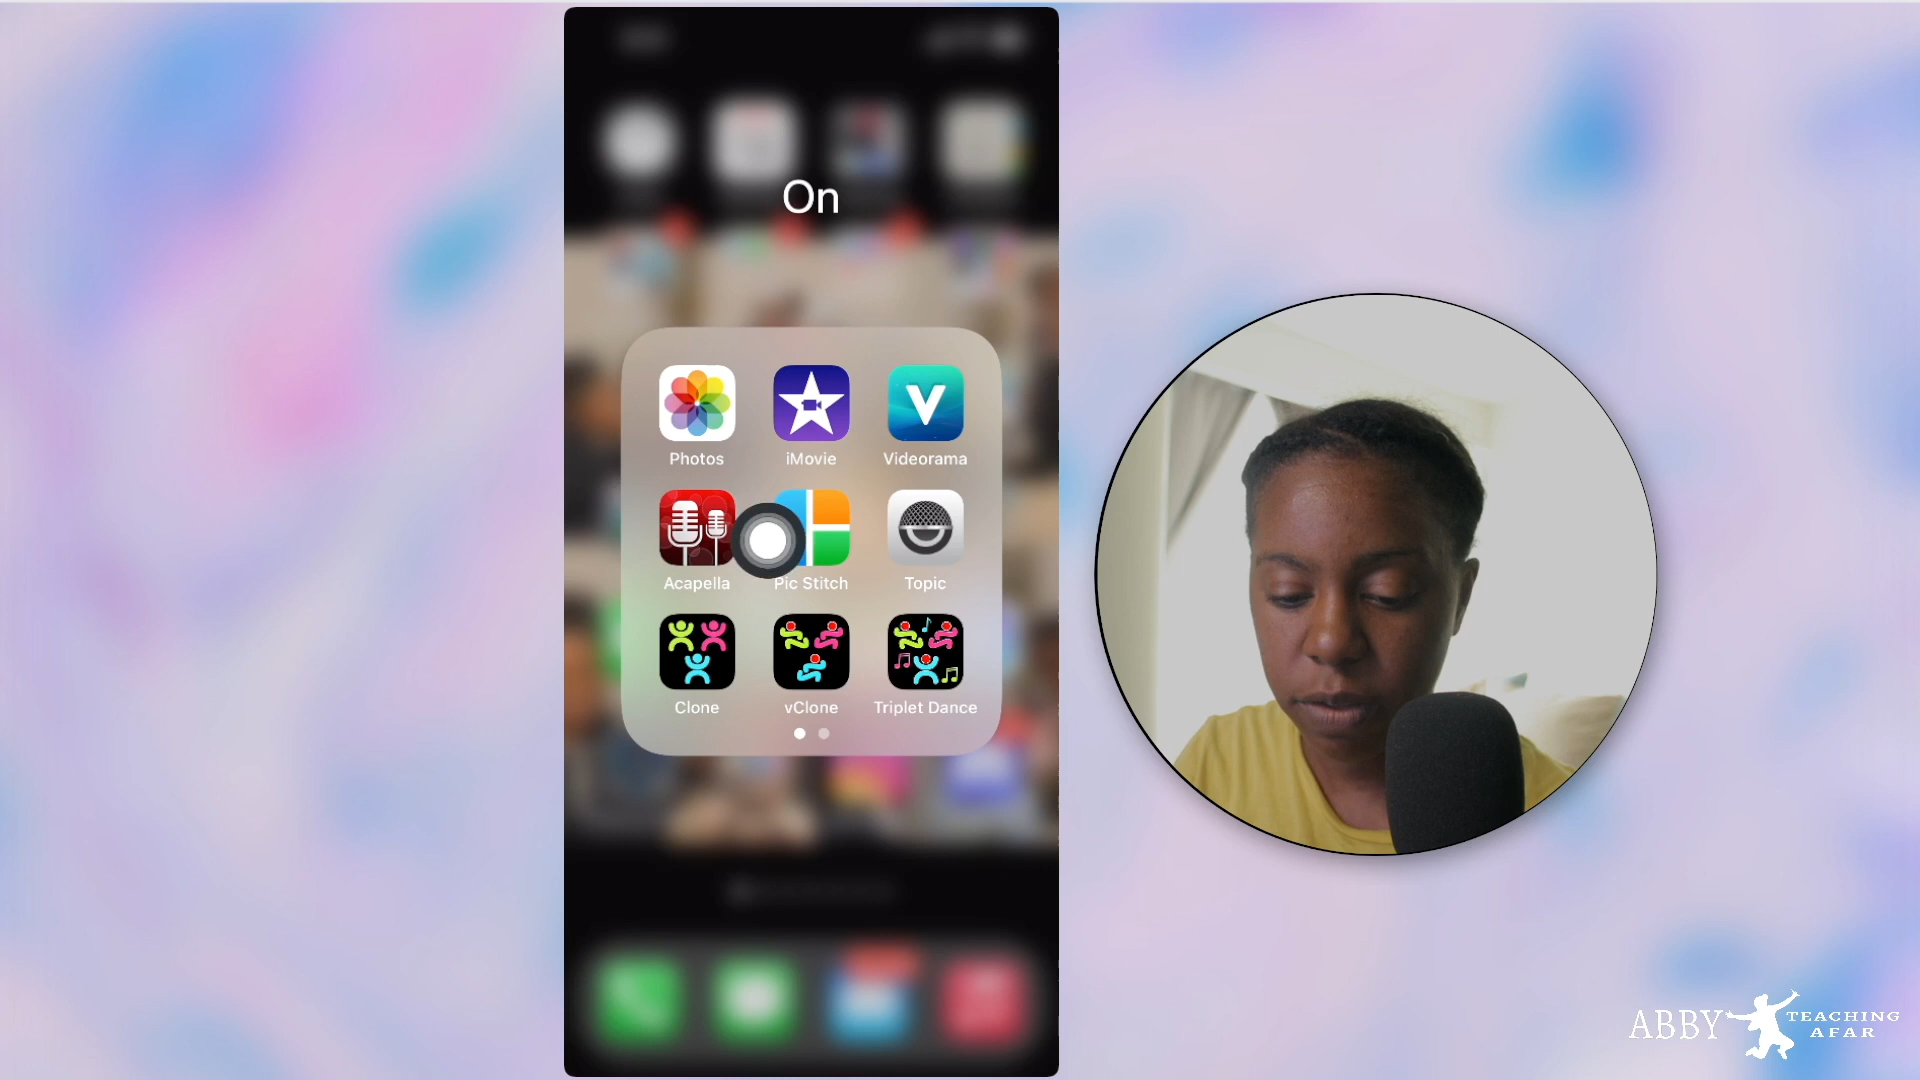 On
Photos iMovie Videorama
Acapella Pic Stitch Topic
Clone vClone Triplet Dance
ABBY TEACHING AFAR